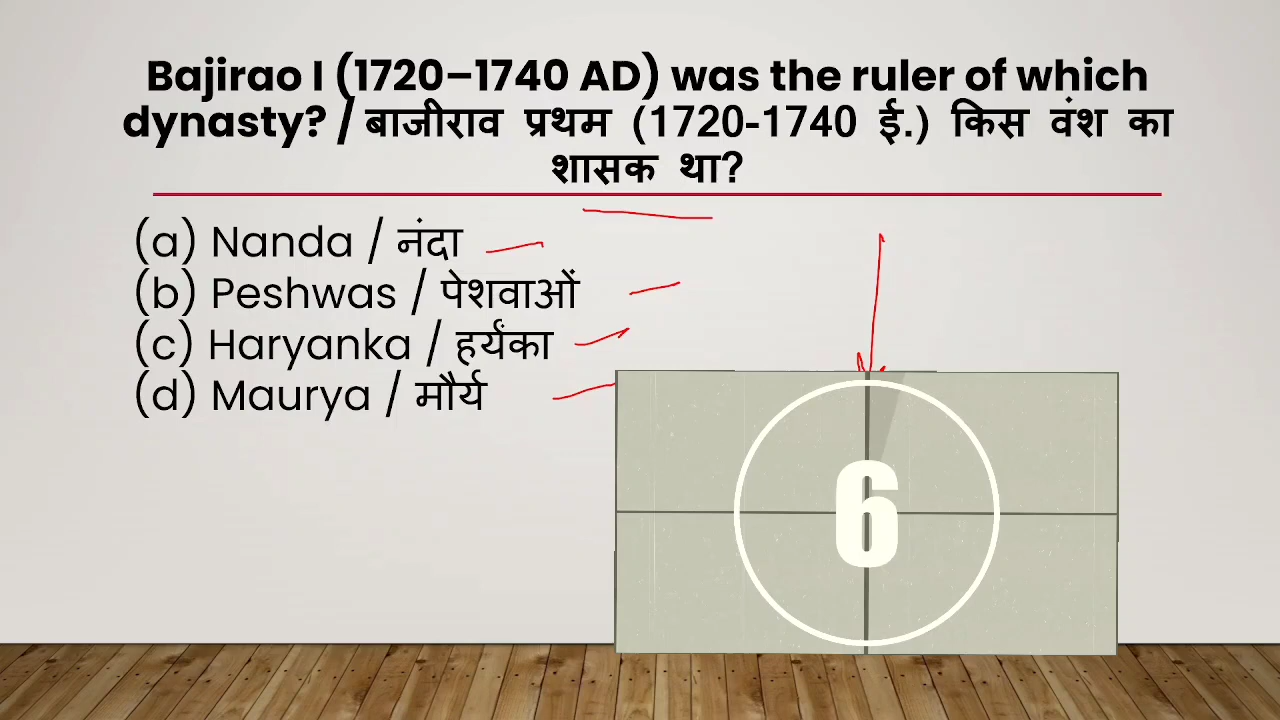 Bajirao I (1720–1740 AD) was the ruler of which
dynasty? / बाजीराव प्रथम (1720-1740 ई.) किस वंश का
शासक था?
(a) Nanda / नंदा
(b) Peshwas / पेशवाओं
(c) Haryanka / हर्यंका
(d) Maurya / मौर्य
6